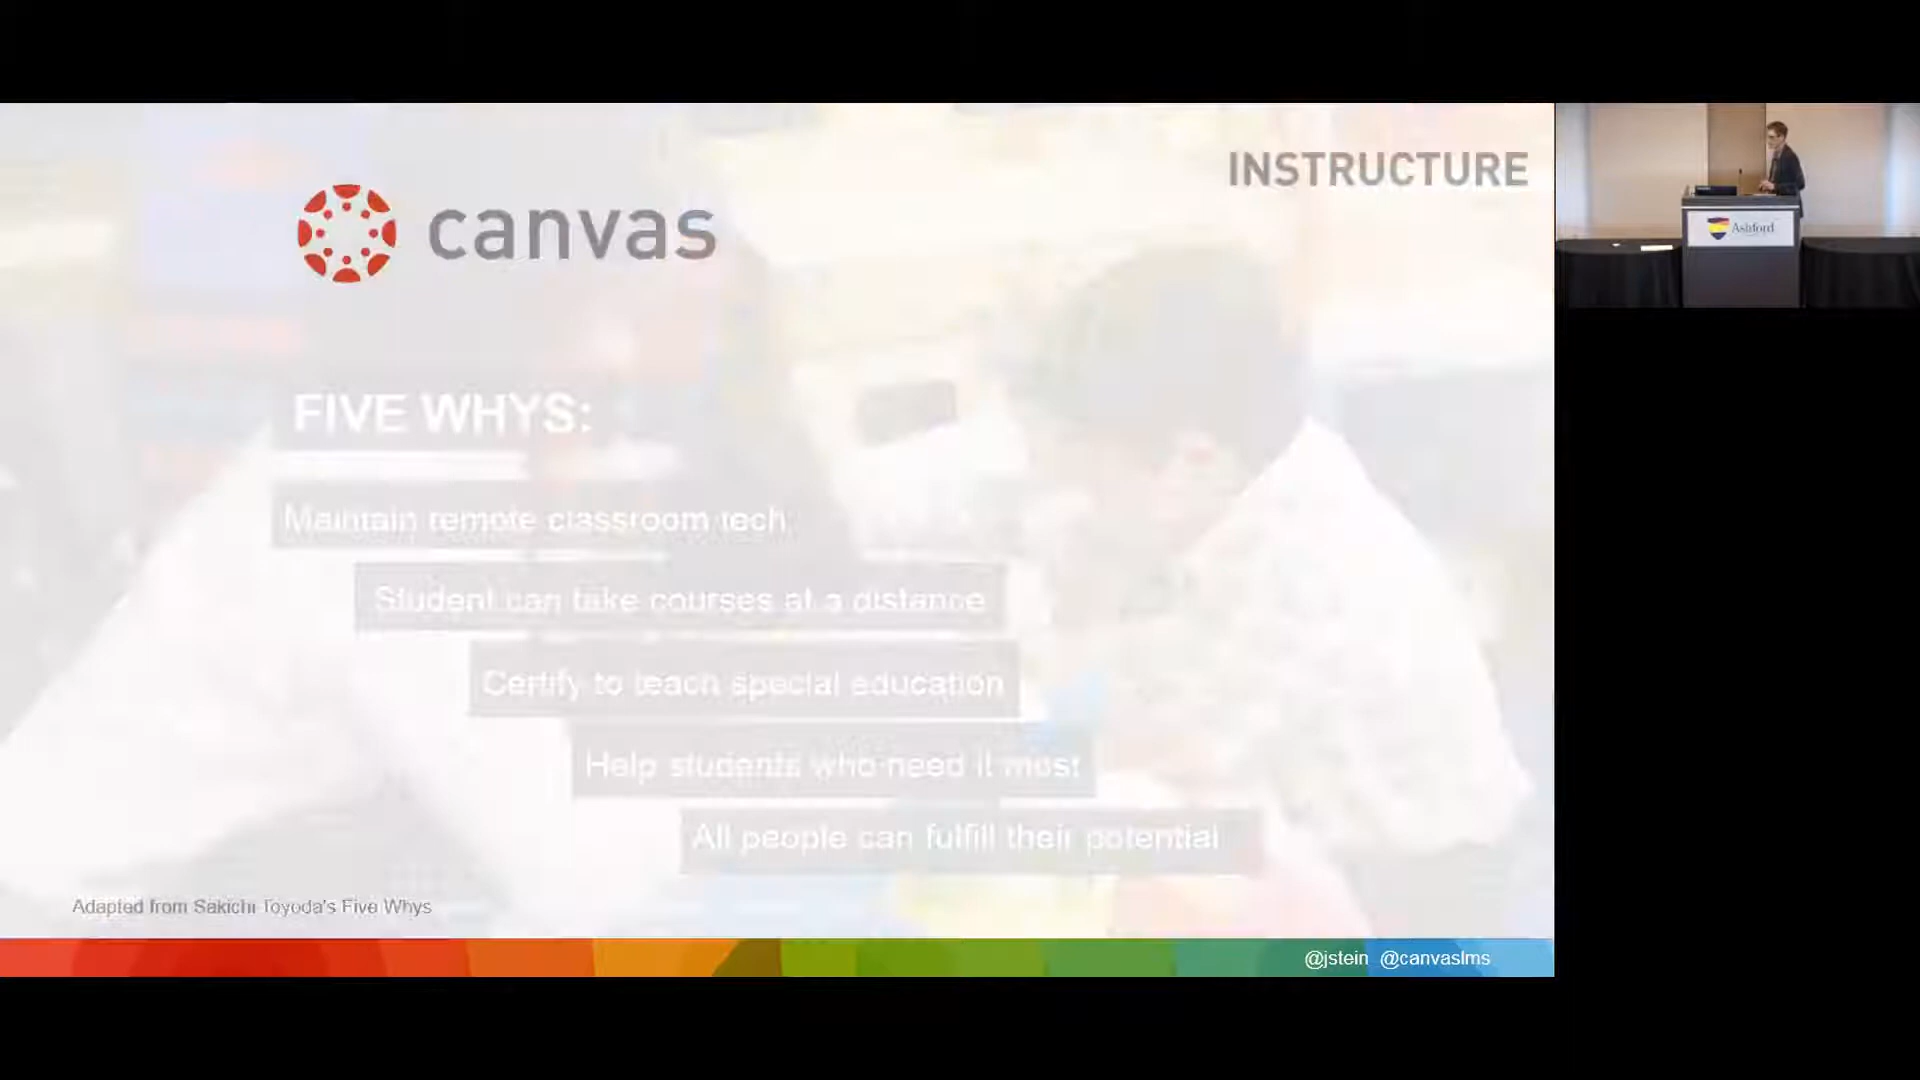 INSTRUCTURE
canvas
Ashford
FIVE WHYS:
Maintain remote classroom tech
Student can take courses at a distance
Certify to teach special education
Help students who need it most
All people can fulfill their potential
Adapted from Sakichi Toyoda's Five Whys
@jstein @canvaslms